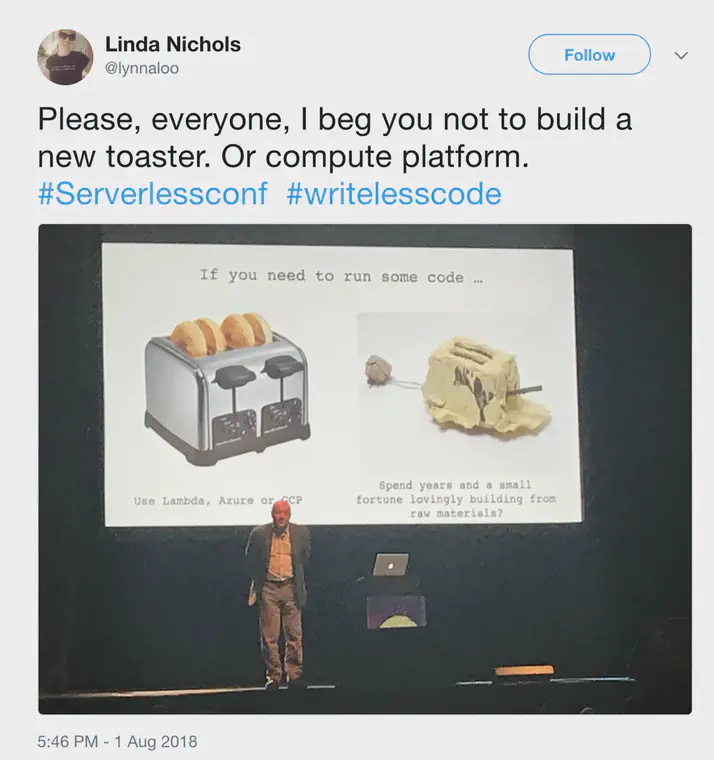 Linda Nichols
@lynnaloo
Follow
Please, everyone, I beg you not to build a
new toaster. Or compute platform.
#Serverlessconf #writelesscode
If you need to run some code …
Use Lambda, Azure or GCP
Spend years and a small
fortune lovingly building from
raw materials?
5:46 PM - 1 Aug 2018